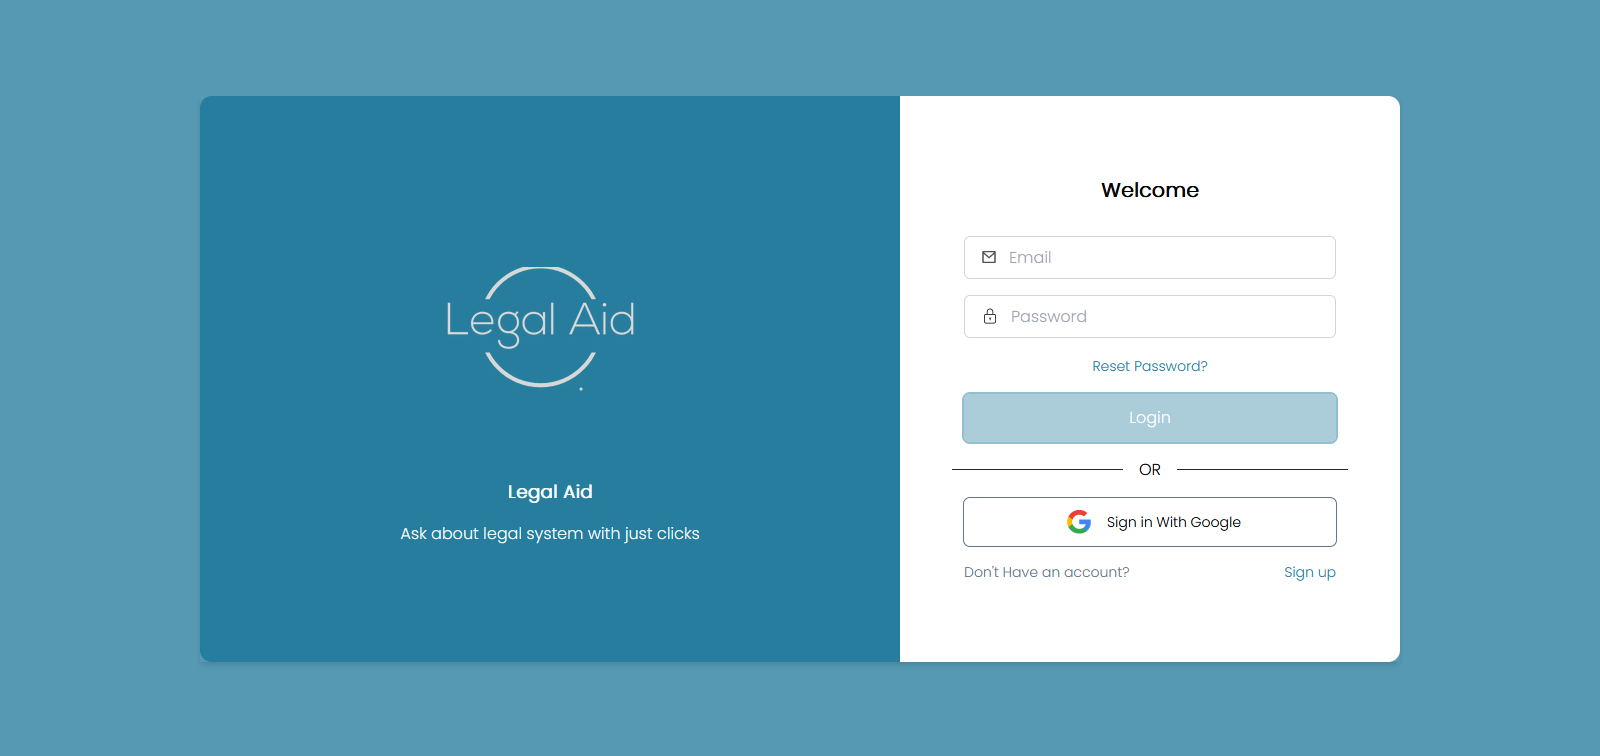 Legal Aid
Legal Aid
Ask about legal system with just clicks
Welcome
Email
Password
Reset Password?
Login
OR
Sign in With Google
Don't Have an account? Sign up